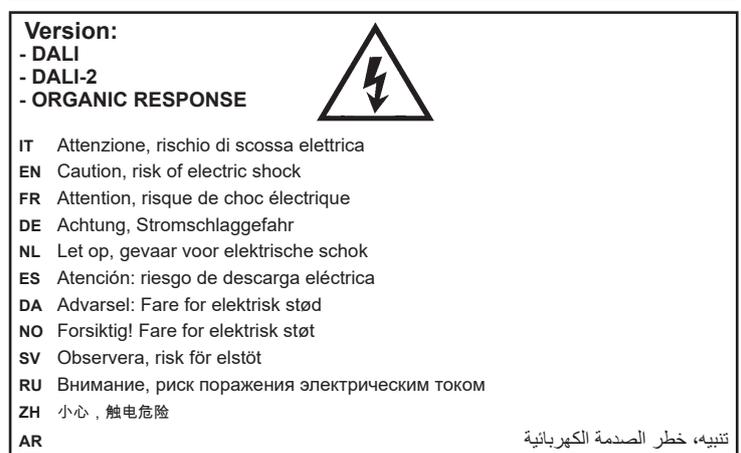 Version:
- DALI
- DALI-2
- ORGANIC RESPONSE
IT Attenzione, rischio di scossa elettrica
EN Caution, risk of electric shock
FR Attention, risque de choc électrique
DE Achtung, Stromschlaggefahr
NL Let op, gevaar voor elektrische schok
ES Atención: riesgo de descarga eléctrica
DA Advarsel: Fare for elektrisk stød
NO Forsiktig! Fare for elektrisk støt
SV Observera, risk för elstöt
RU Внимание, риск поражения электрическим током
ZH 小心，触电危险
AR تنبيه، خطر الصدمة الكهربائية